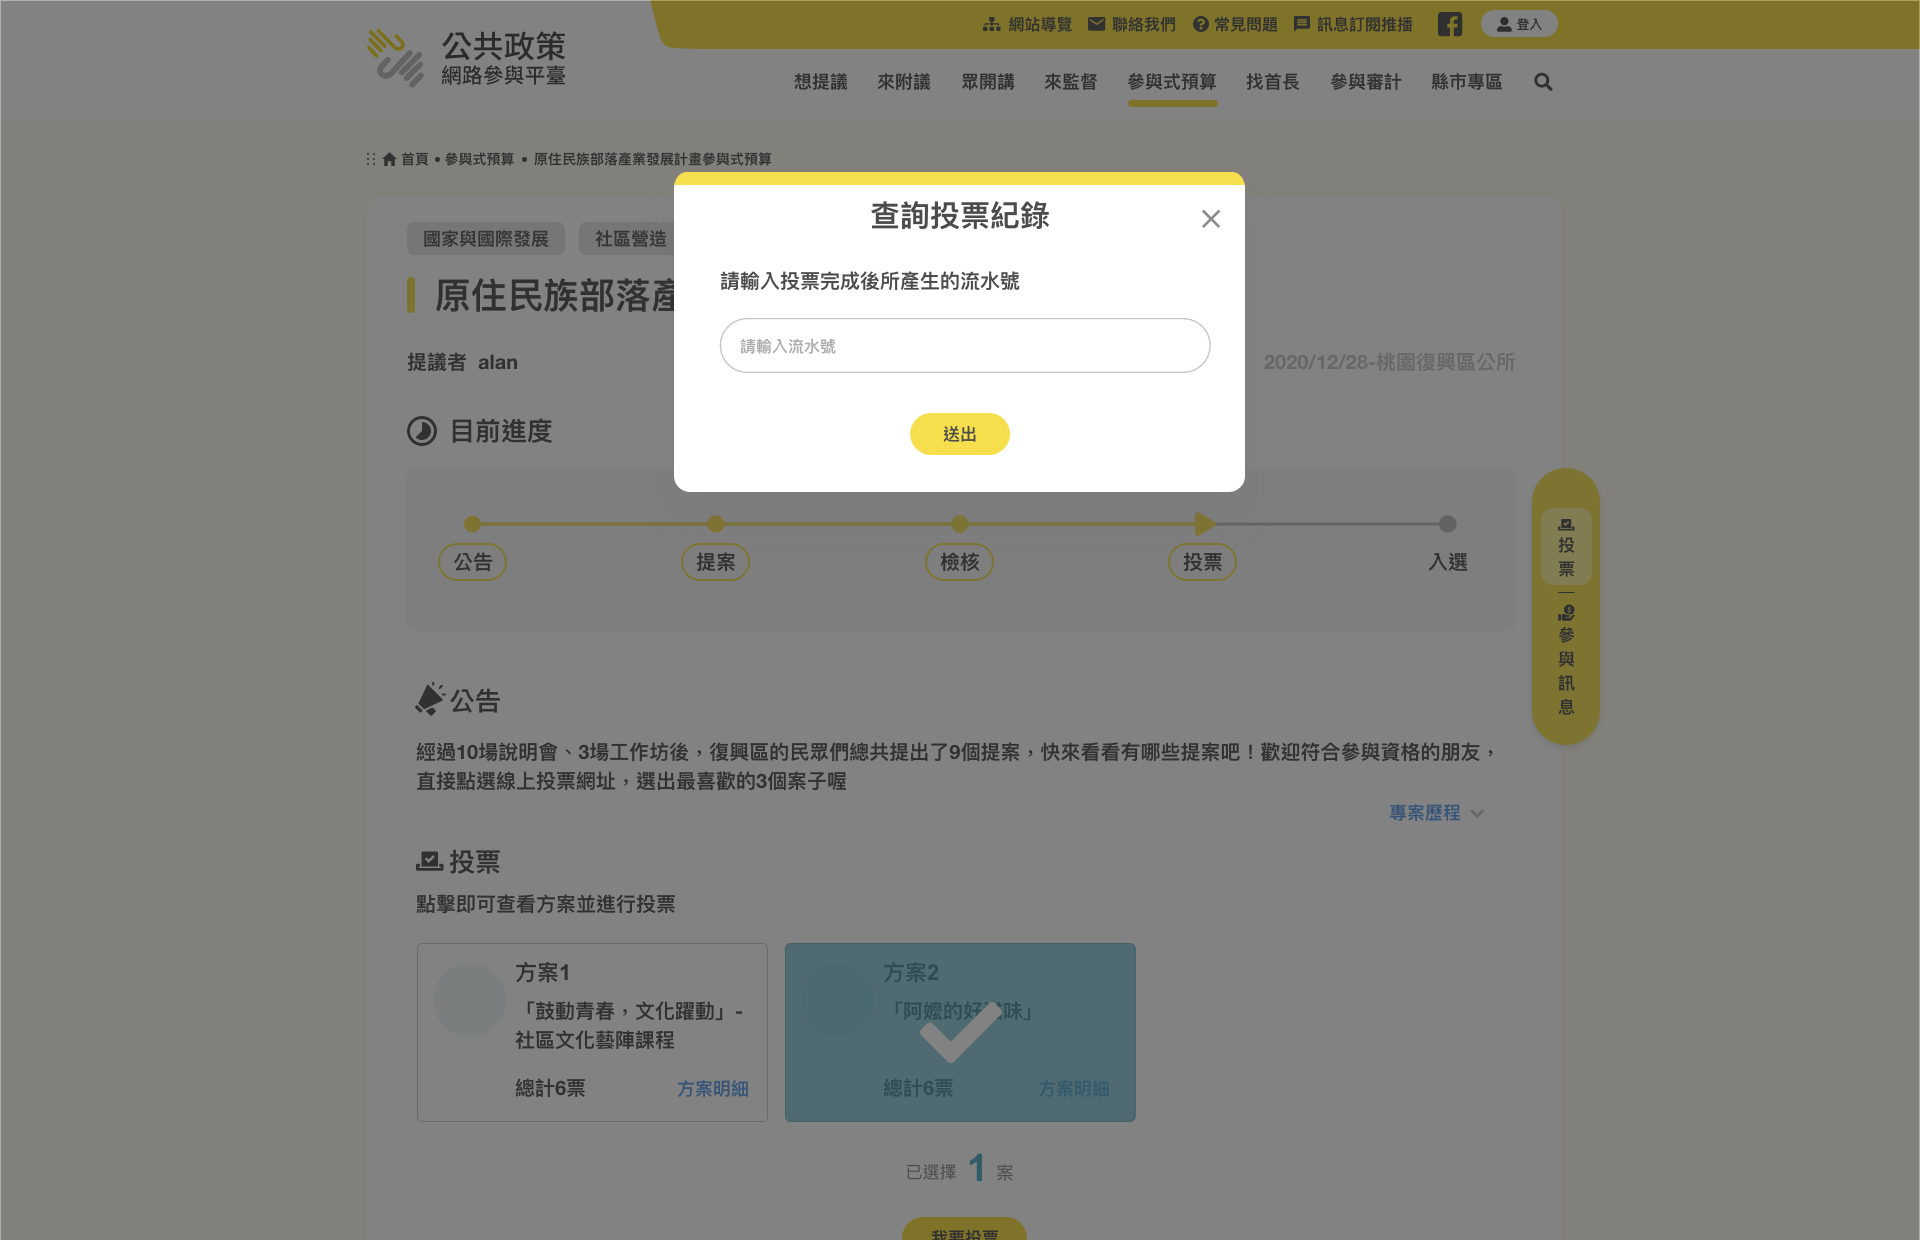 公共政策
網路參與平臺
網站導覽 聯絡我們 常見問題 訊息訂閱推播 登入
想提議 來附議 眾開講 來監督 參與式預算 找首長 參與審計 縣市專區
首頁 • 參與式預算 • 原住民族部落產業發展計畫參與式預算
查詢投票紀錄
請輸入投票完成後所產生的流水號
請輸入流水號
送出
國家與國際發展 社區營造
原住民族部落產
提議者 alan
2020/12/28-桃園復興區公所
目前進度
公告 提案 檢核 投票 入選
投票
參與訊息
公告
經過10場說明會、3場工作坊後，復興區的民眾們總共提出了9個提案，快來看看有哪些提案吧！歡迎符合參與資格的朋友，
直接點選線上投票網址，選出最喜歡的3個案子喔
專案歷程
投票
點擊即可查看方案並進行投票
方案1
「鼓動青春，文化躍動」-
社區文化藝陣課程
總計6票 方案明細
方案2
「阿嬤的好滋味」
總計6票 方案明細
已選擇 1 案
我要投票